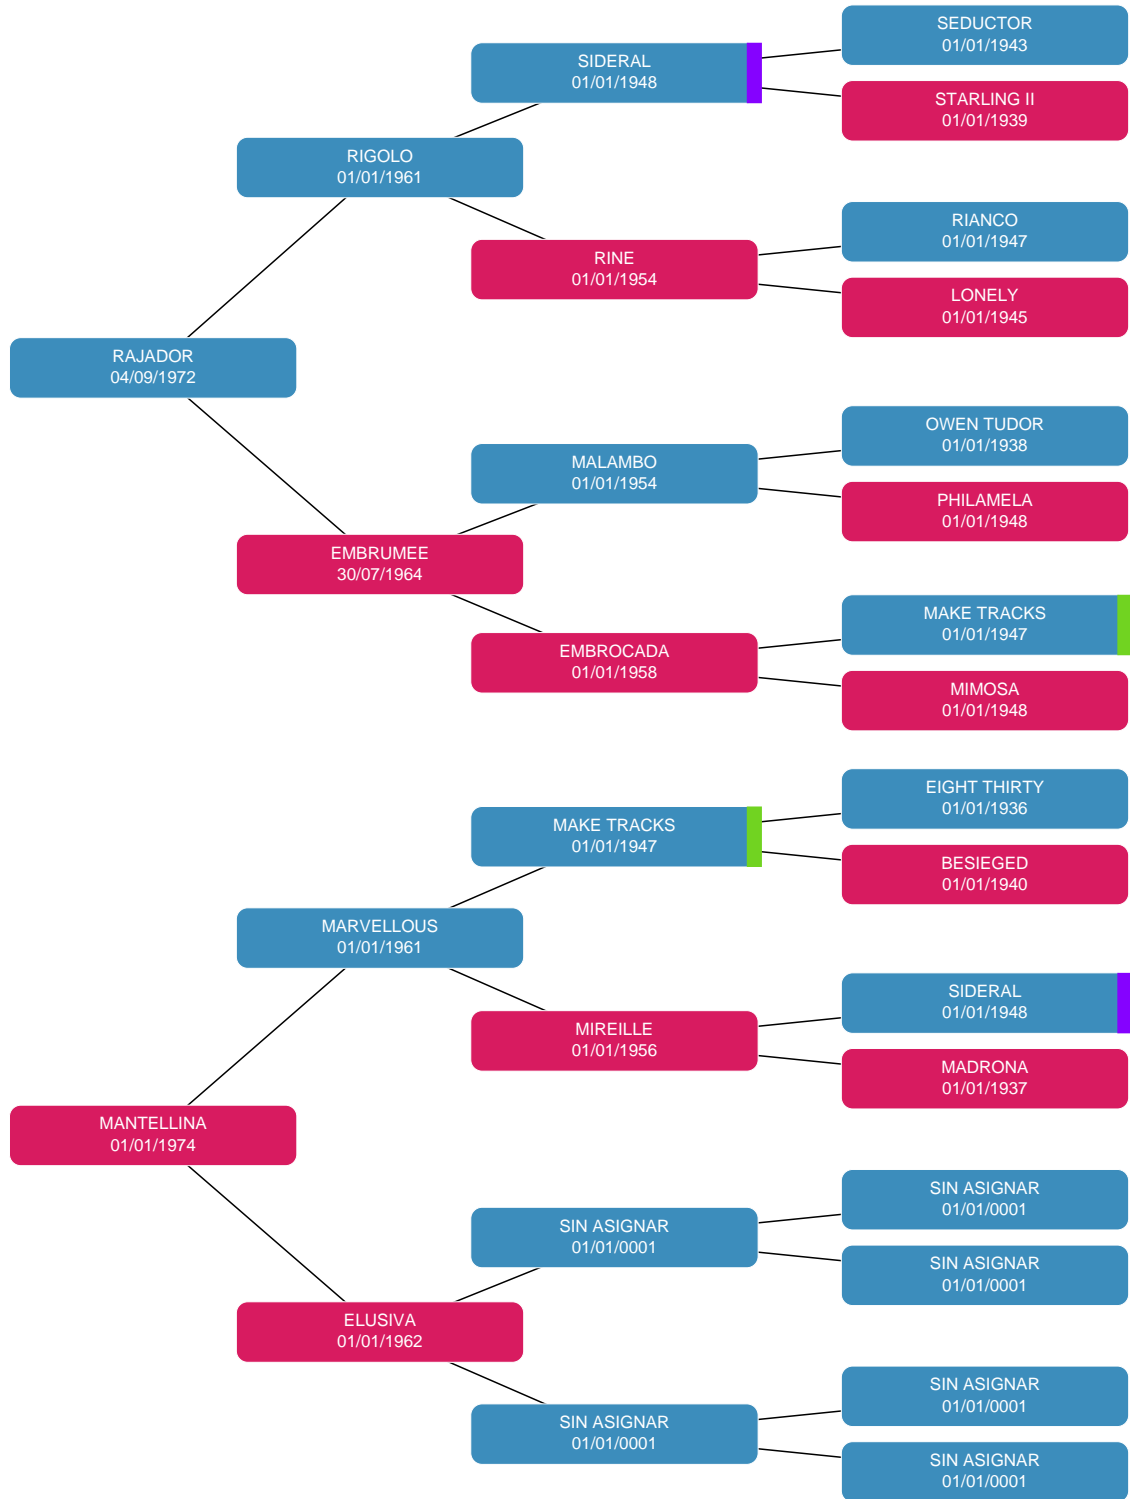 SEDUCTOR
01/01/1943
SIDERAL
01/01/1948
STARLING II
01/01/1939
RIGOLO
01/01/1961
RIANCO
01/01/1947
RINE
01/01/1954
LONELY
01/01/1945
RAJADOR
04/09/1972
OWEN TUDOR
01/01/1938
MALAMBO
01/01/1954
PHILAMELA
01/01/1948
EMBRUMEE
30/07/1964
MAKE TRACKS
01/01/1947
EMBROCADA
01/01/1958
MIMOSA
01/01/1948
EIGHT THIRTY
01/01/1936
MAKE TRACKS
01/01/1947
BESIEGED
01/01/1940
MARVELLOUS
01/01/1961
SIDERAL
01/01/1948
MIREILLE
01/01/1956
MADRONA
01/01/1937
MANTELLINA
01/01/1974
SIN ASIGNAR
01/01/0001
SIN ASIGNAR
01/01/0001
SIN ASIGNAR
01/01/0001
ELUSIVA
01/01/1962
SIN ASIGNAR
01/01/0001
SIN ASIGNAR
01/01/0001
SIN ASIGNAR
01/01/0001